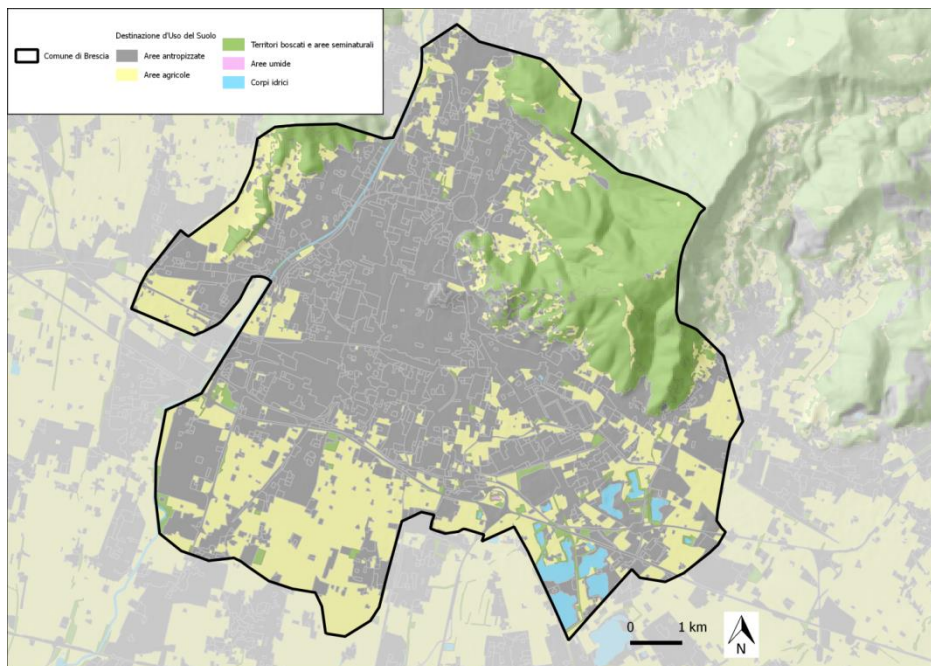 Destinazione d'Uso del Suolo
Comune di Brescia
Aree antropizzate
Aree agricole
Territori boscati e aree seminaturali
Aree umide
Corpi idrici
0 1 km
N